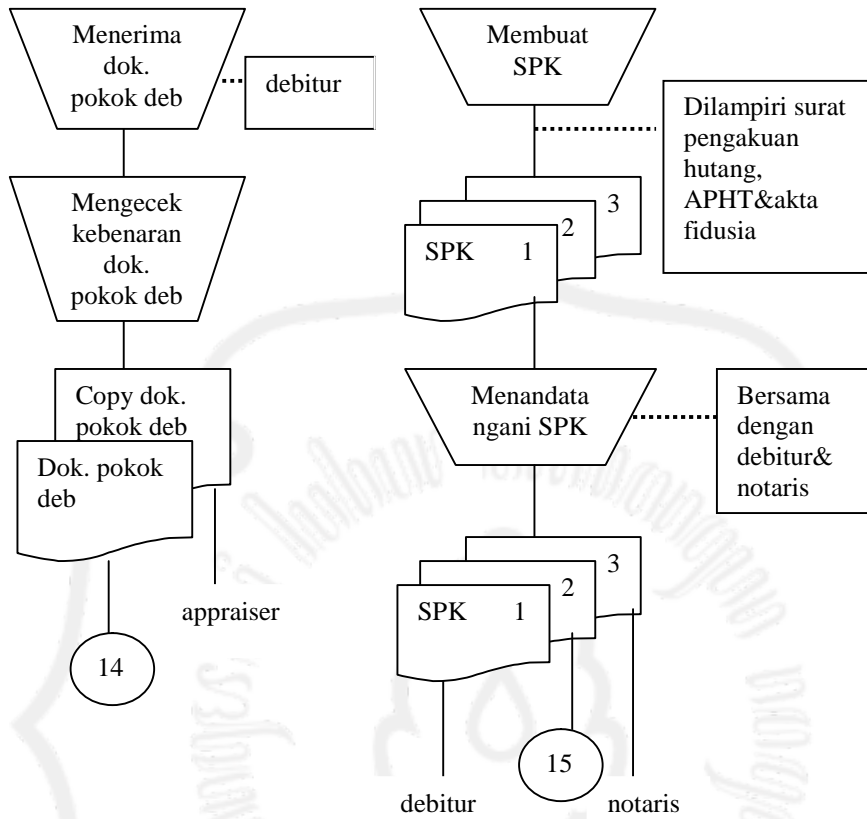 Menerima
dok.
pokok deb
debitur
Mengecek
kebenaran
dok.
pokok deb
Copy dok.
pokok deb
Dok. pokok
deb
appraiser
14
Membuat
SPK
Dilampiri surat
pengakuan
hutang,
APHT&akta
fidusia
3
2
SPK 1
Menandata
ngani SPK
Bersama
dengan
debitur&
notaris
3
2
SPK 1
15
debitur
notaris